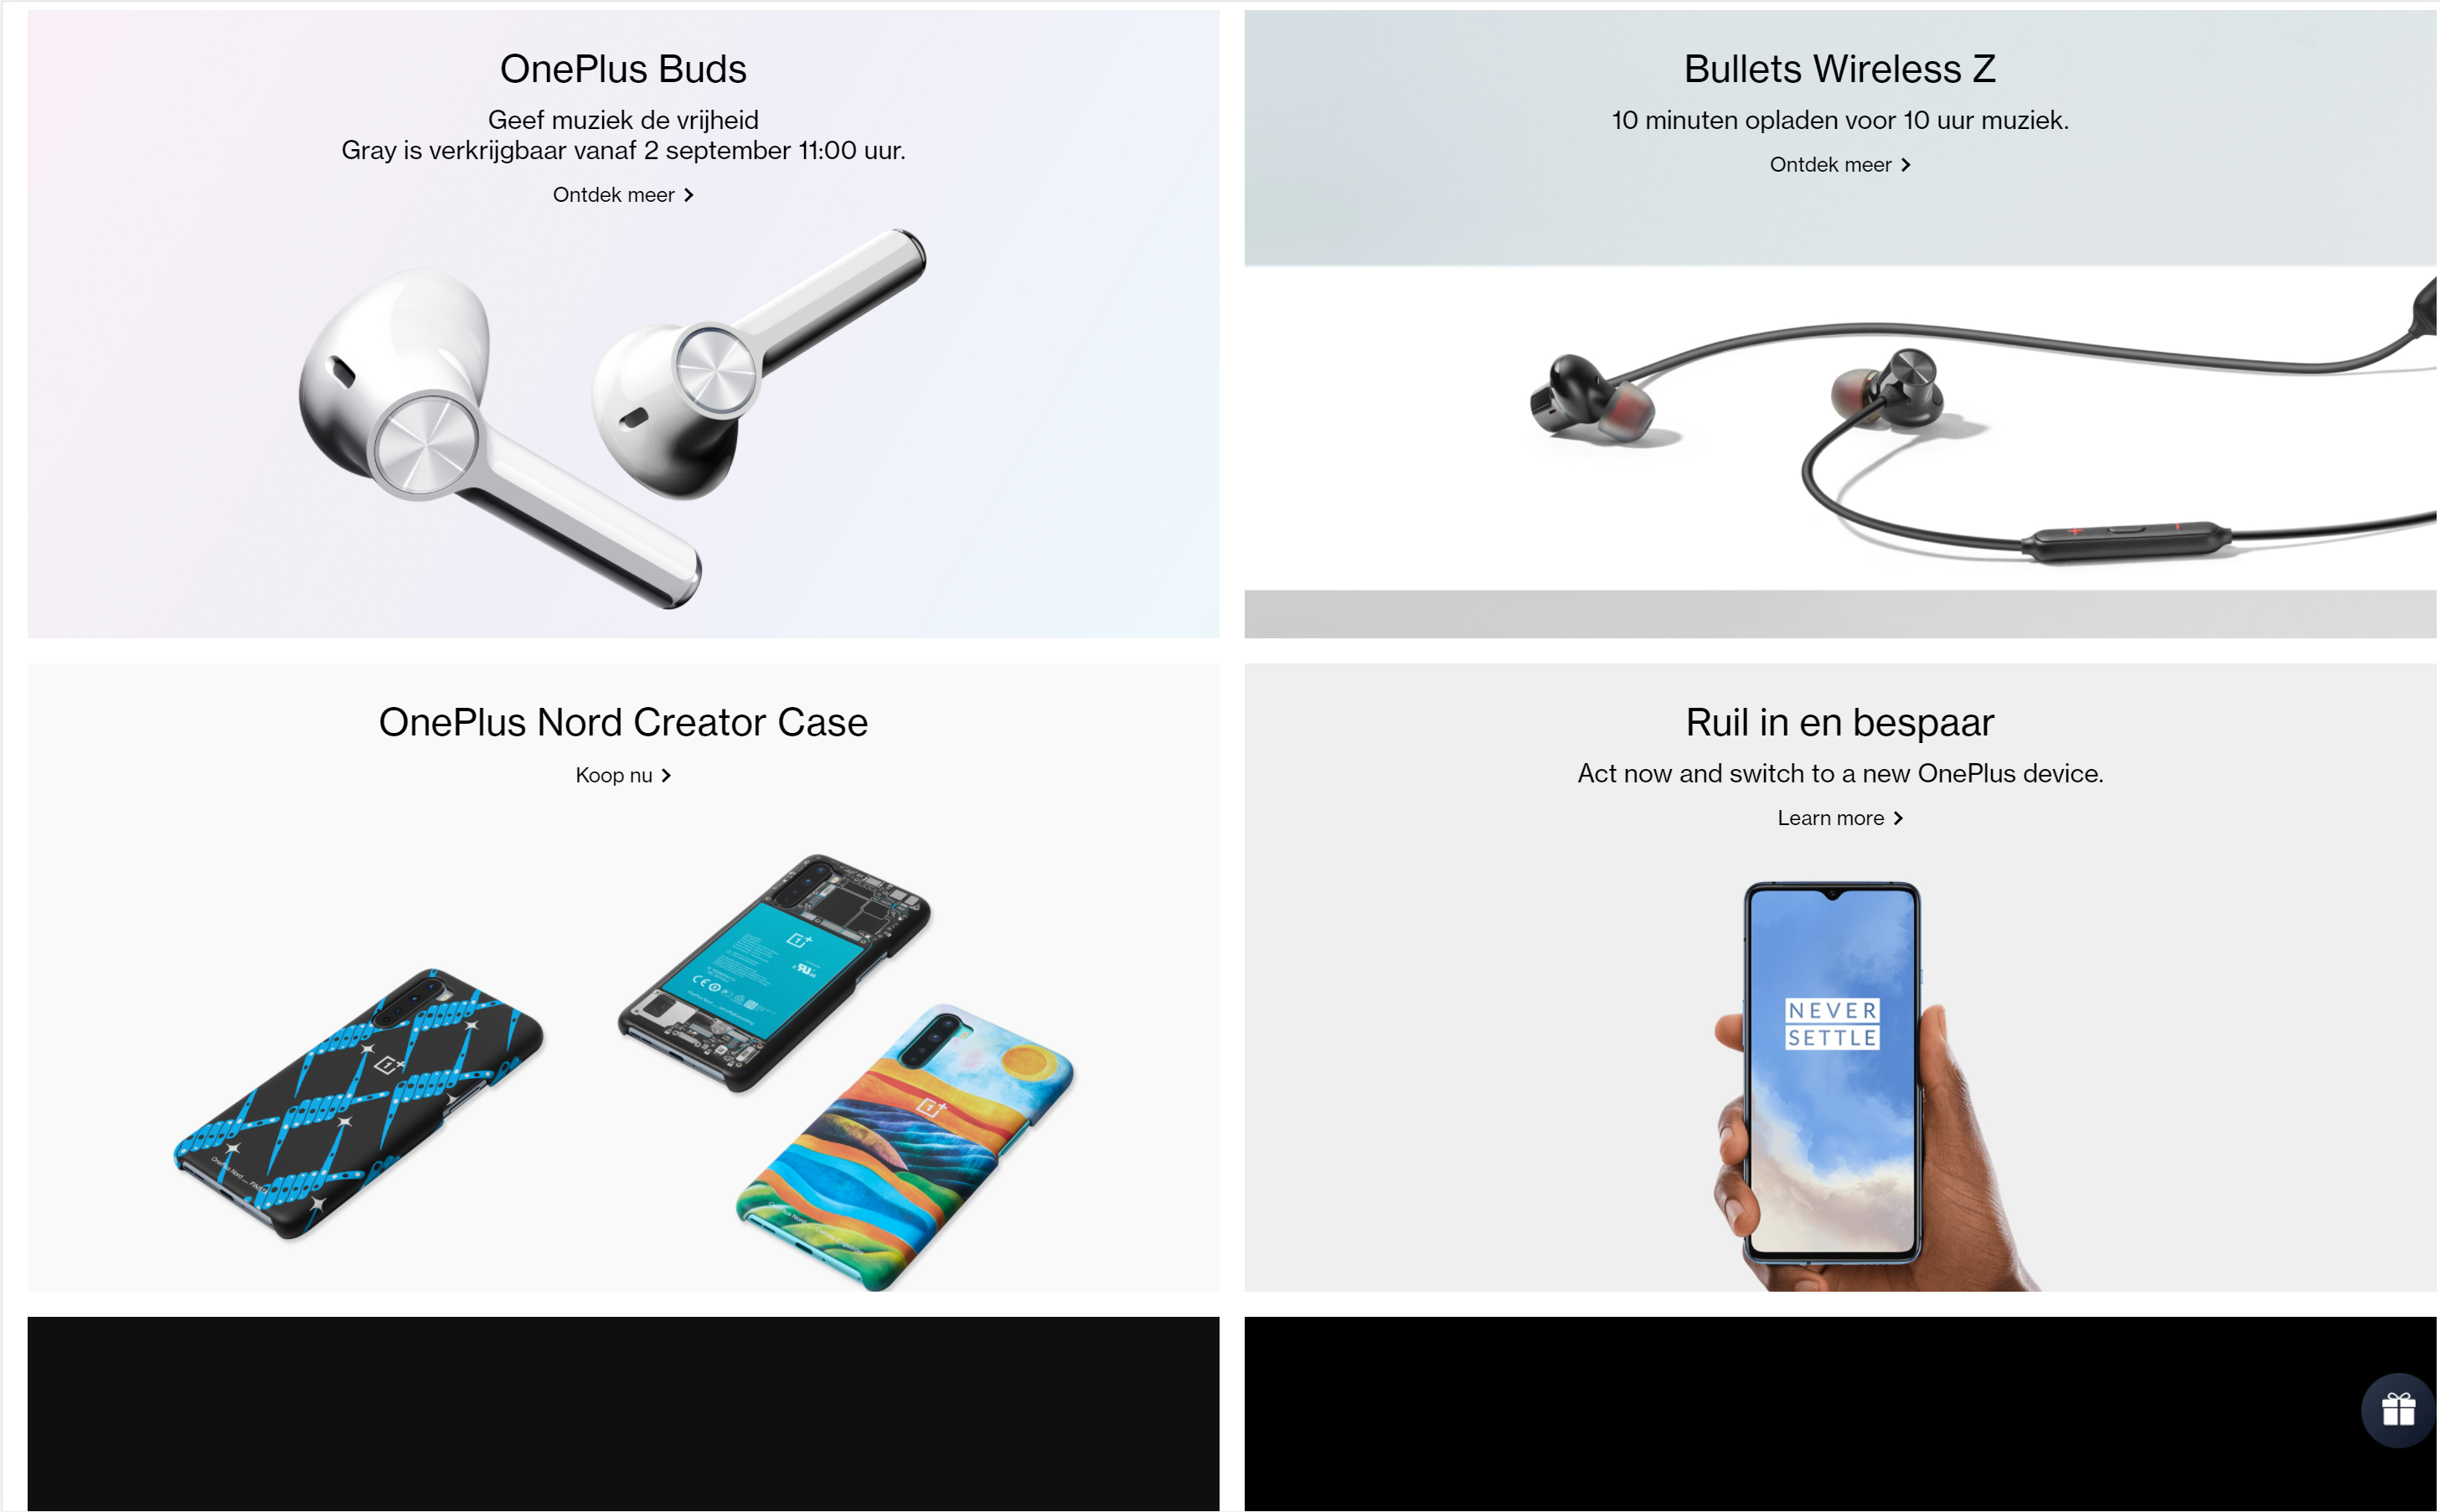 OnePlus Buds
Geef muziek de vrijheid
Gray is verkrijgbaar vanaf 2 september 11:00 uur.
Ontdek meer
Bullets Wireless Z
10 minuten opladen voor 10 uur muziek.
Ontdek meer
OnePlus Nord Creator Case
Koop nu
Ruil in en bespaar
Act now and switch to a new OnePlus device.
Learn more
NEVER
SETTLE